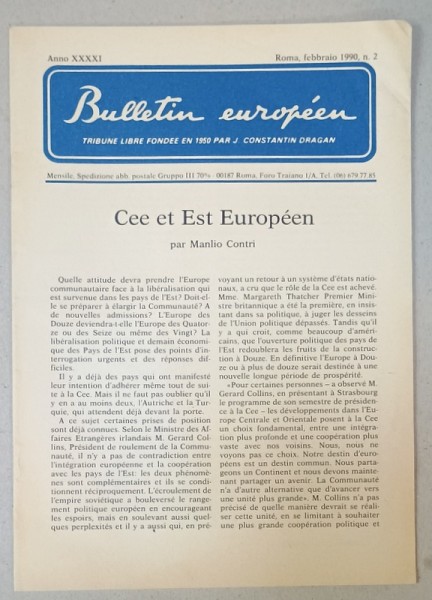 Anno XXXXI
Roma, febbraio 1990, n. 2
Bulletin européen
TRIBUNE LIBRE FONDEE EN 1950 PAR J. CONSTANTIN DRAGAN
Mensile. Spedizione abb. postale Gruppo III 70% - 00187 Roma, Foro Traiano 1/A, Tel. (06) 679.77.85
Cee et Est Européen
par Manlio Contri
Quelle attitude devra prendre l'Europe
communautaire face à la libéralisation qui
est survenue dans les pays de l'Est? Doit-el-
le se préparer à élargir la Communauté? A
de nouvelles admissions? L'Europe des
Douze deviendra-t-elle l'Europe des Quator-
ze ou des Seize ou même des Vingt? La
libéralisation politique et demain économi-
que des Pays de l'Est pose des points d'in-
terrogation urgents et des réponses dif-
ficiles.
Il y a déjà des pays qui ont manifesté
leur intention d'adhérer même tout de sui-
te à la Cee. Mais il ne faut pas oublier qu'il
y en a au moins deux, l'Autriche et la Tur-
quie, qui attendent déjà devant la porte.
A ce sujet certaines prises de position
sont déjà connues. Selon le Ministre des Af-
faires Etrangères irlandais M. Gerard Col-
lins, Président de roulement de la Commu-
nauté, il n'y a pas de contradiction entre
l'intégration européenne et la coopération
avec les pays de l'Est: les deux phénomè-
nes sont complémentaires et ils se condi-
tionnent réciproquement. L'écroulement de
l'empire soviétique a bouleversé le range-
ment politique européen en encourageant
les espoirs, mais en soulevant aussi quel-
ques perplexités et il y a aussi qui, en pré-
voyant un retour à un système d'états natio-
naux, a cru que le rôle de la Cee est achevé.
Mme. Margareth Thatcher Premier Mini-
stre britannique a été la première, en insis-
tant dans sa politique, à juger les desseins
de l'Union politique dépassés. Tandis qu'il
y a qui croit, comme beaucoup d'améri-
cains, que l'ouverture politique des pays de
l'Est redoublera les fruits de la construc-
tion à Douze. En définitive l'Europe à Dou-
ze ou à plus de douze serait destinée à une
nouvelle longue période de prospérité.
«Pour certaines personnes – a observé M.
Gerard Collins, en présentant à Strasbourg
le programme de son semestre de présiden-
ce à la Cee – les développements dans l'Eu-
rope Centrale et Orientale posent à la Cee
un choix fondamental, entre une intégra-
tion plus profonde et une coopération plus
vaste avec nos voisins. Nous, nous ne
voyons pas ce choix. Notre destin d'euro-
péens est un destin commun. Nous parta-
geons un Continent et nous devons mainte-
nant partager un avenir. La Communauté
n'a d'autre alternative que d'avancer vers
une unité plus grande». M. Collins n'a pas
précisé de quelle manière devrait se réali-
ser cette unité, en se limitant à souhaiter
une plus grande coopération politique et